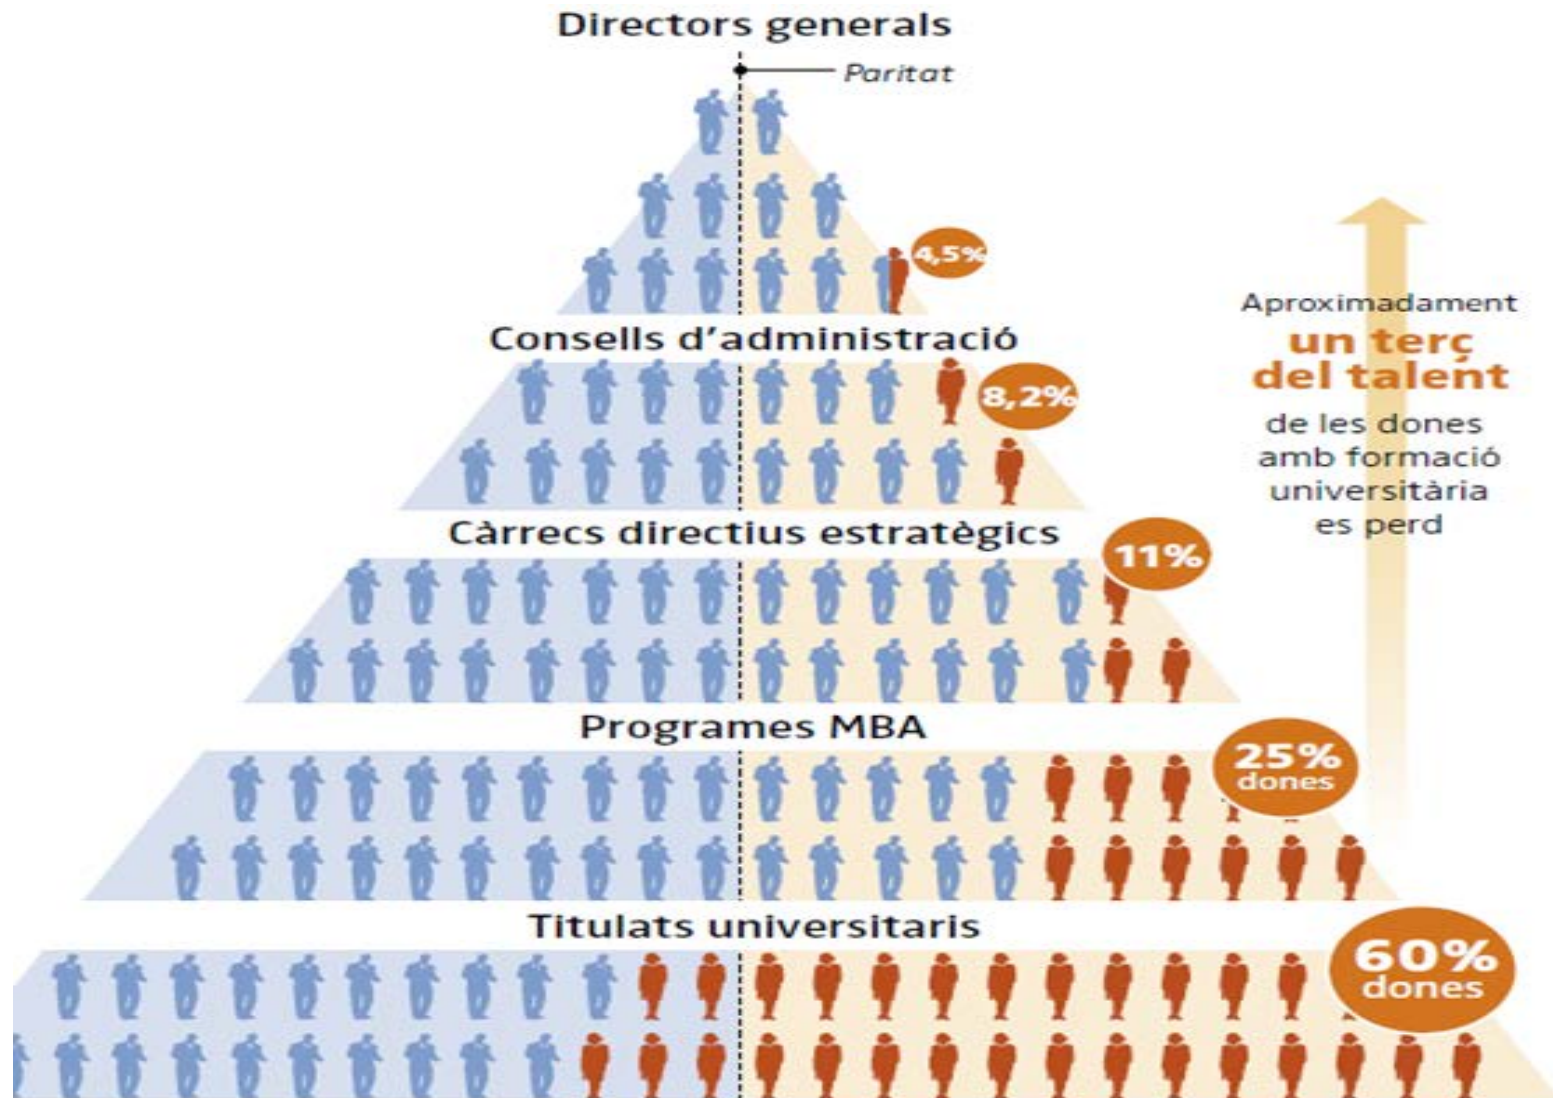 Directors generals
Paritat
4,5%
Consells d'administració
8,2%
Càrrecs directius estratègics
11%
Programes MBA
25%
dones
Titulats universitaris
60%
dones
Aproximadament
un terç
del talent
de les dones
amb formació
universitària
es perd